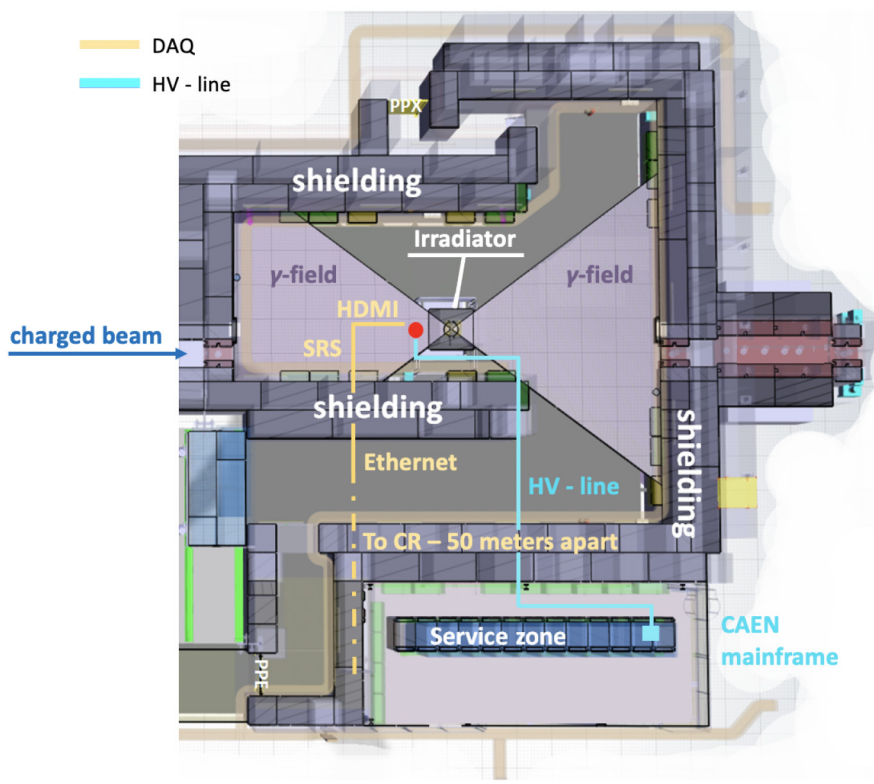 DAQ
HV - line
PPX
shielding
Irradiator
γ-field
γ-field
HDMI
charged beam
SRS
shielding
shielding
Ethernet
HV - line
To CR – 50 meters apart
Service zone
CAEN
mainframe
PPE